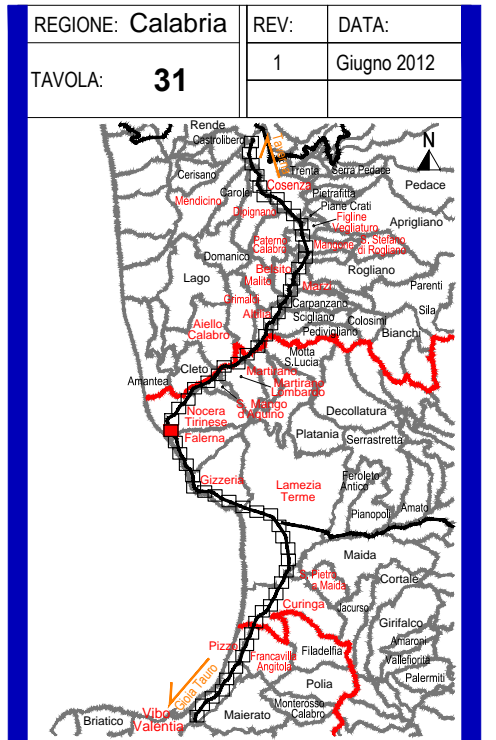 REGIONE: Calabria
REV:
DATA:
TAVOLA: 31
1
Giugno 2012
N
Rende
Castrolibero
Trenta
Serra Pedace
Cerisano
Cosenza
Pedace
Carolei
Pietrafitta
Mendicino
Piane Crati
Dipignano
Figline
Vegliaturo
Aprigliano
Paterno
Calabro
Mangone
S. Stefano
di Rogliano
Domanico
Belsito
Rogliano
Lago
Malito
Marzi
Parenti
Grimaldi
Carpanzano
Sila
Altilia
Scigliano
Colosimi
Aiello
Calabro
Pedivigliano
Bianchi
Motta
S.Lucia
Cleto
Martirano
Amantea
Martirano
Lombardo
S. Mango
d'Aquino
Decollatura
Nocera
Tirinese
Platania
Serrastretta
Falerna
Gizzeria
Lamezia
Terme
Feroleto
Antico
Pianopoli
Amato
Maida
S. Pietro
a Maida
Cortale
Curinga
Jacurso
Girifalco
Pizzo
Amaroni
Francavilla
Angitola
Filadelfia
Vallefiorita
Gioia Tauro
Polia
Palermiti
Vibo
Valentia
Monterosso
Calabro
Briatico
Maierato